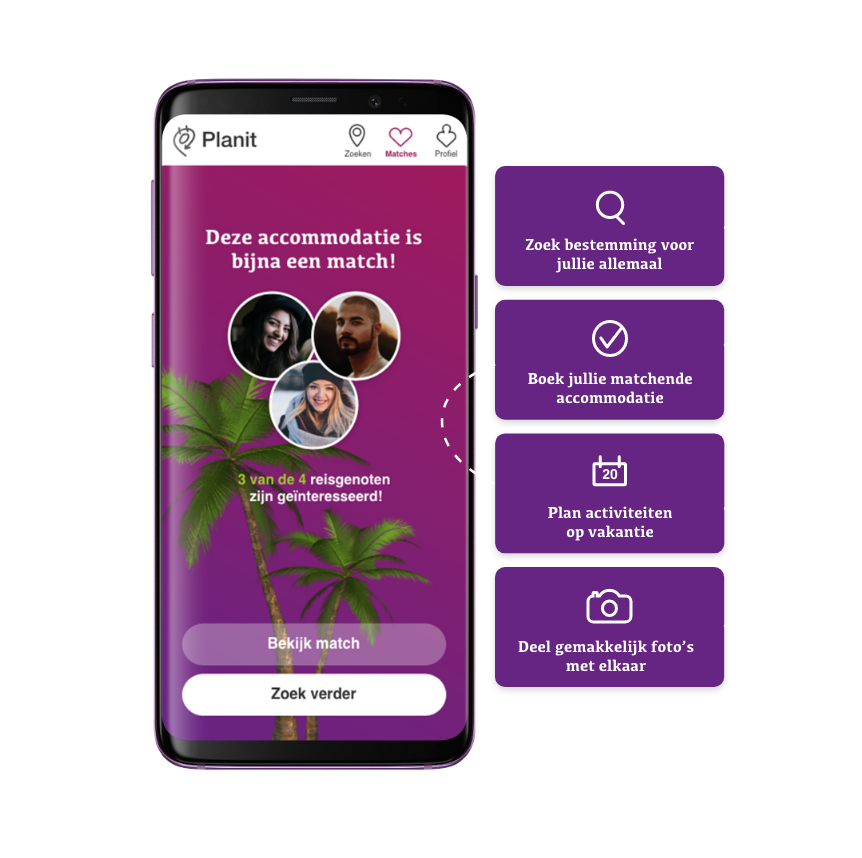 Planit
Zoeken
Matches
Profiel
Deze accommodatie is
bijna een match!
3 van de 4 reisgenoten
zijn geïnteresseerd!
Bekijk match
Zoek verder
Zoek bestemming voor
jullie allemaal
Boek jullie matchende
accommodatie
20
Plan activiteiten
op vakantie
Deel gemakkelijk foto's
met elkaar